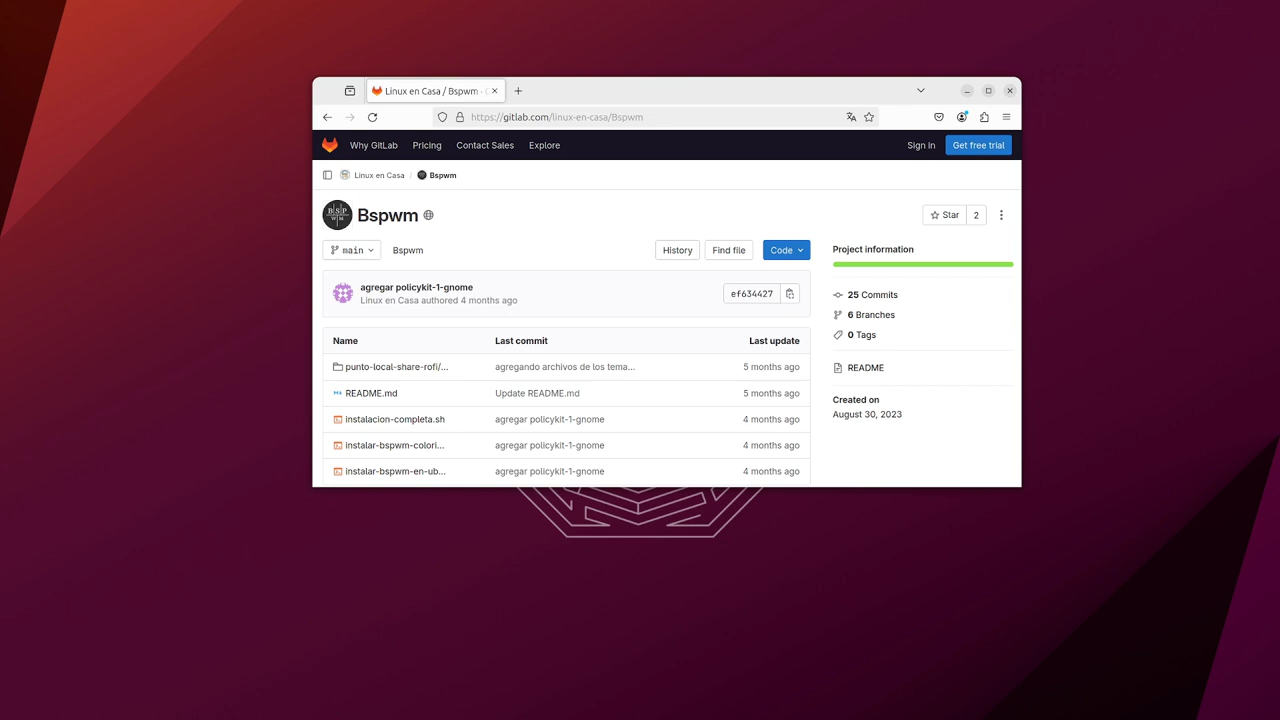 Linux en Casa / Bspwm ·
https://gitlab.com/linux-en-casa/Bspwm
Why GitLab Pricing Contact Sales Explore Sign in Get free trial
Linux en Casa / Bspwm
BSP
WM
Bspwm
Star 2
main Bspwm History Find file Code
Project information
agregar policykit-1-gnome
Linux en Casa authored 4 months ago
ef634427
25 Commits
6 Branches
0 Tags
README
Created on
August 30, 2023
Name Last commit Last update
punto-local-share-rofi/... agregando archivos de los tema... 5 months ago
README.md Update README.md 5 months ago
instalacion-completa.sh agregar policykit-1-gnome 4 months ago
instalar-bspwm-colori... agregar policykit-1-gnome 4 months ago
instalar-bspwm-en-ub... agregar policykit-1-gnome 4 months ago